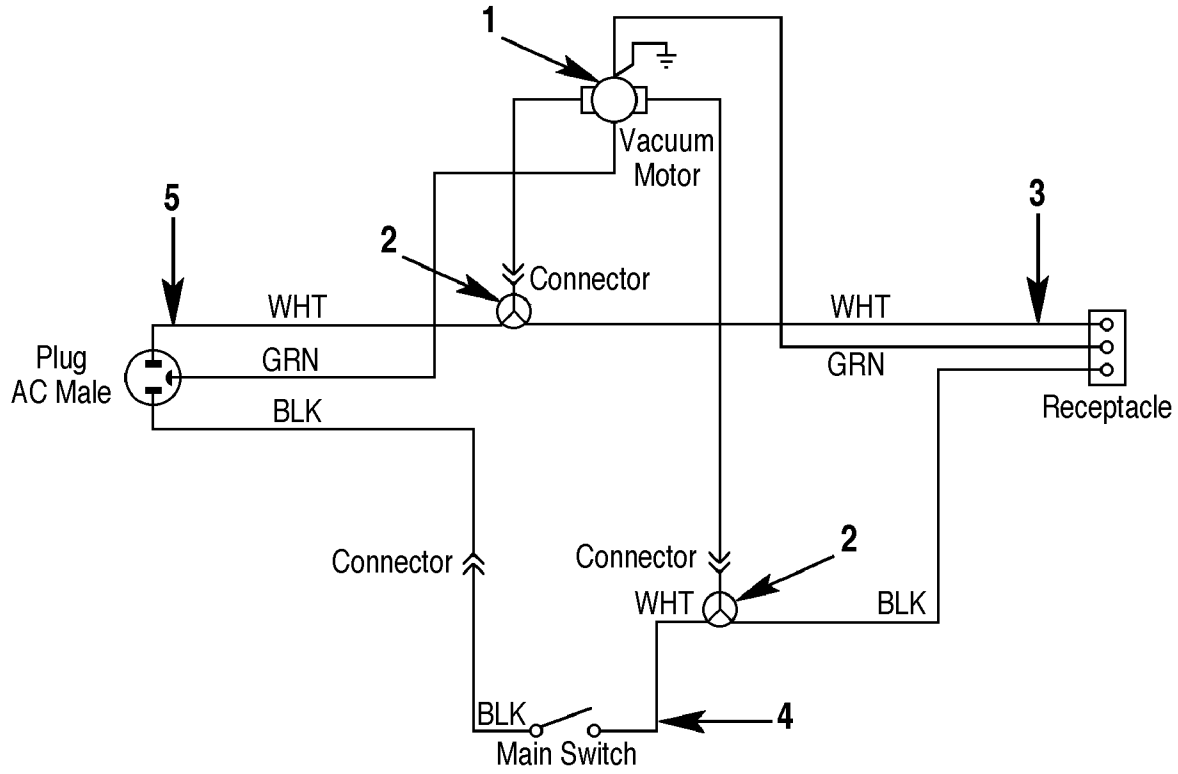 1
Vacuum
Motor
5
3
2
Connector
WHT
WHT
Plug
AC Male
GRN
GRN
BLK
Receptacle
Connector
Connector
2
WHT
BLK
BLK
4
Main Switch